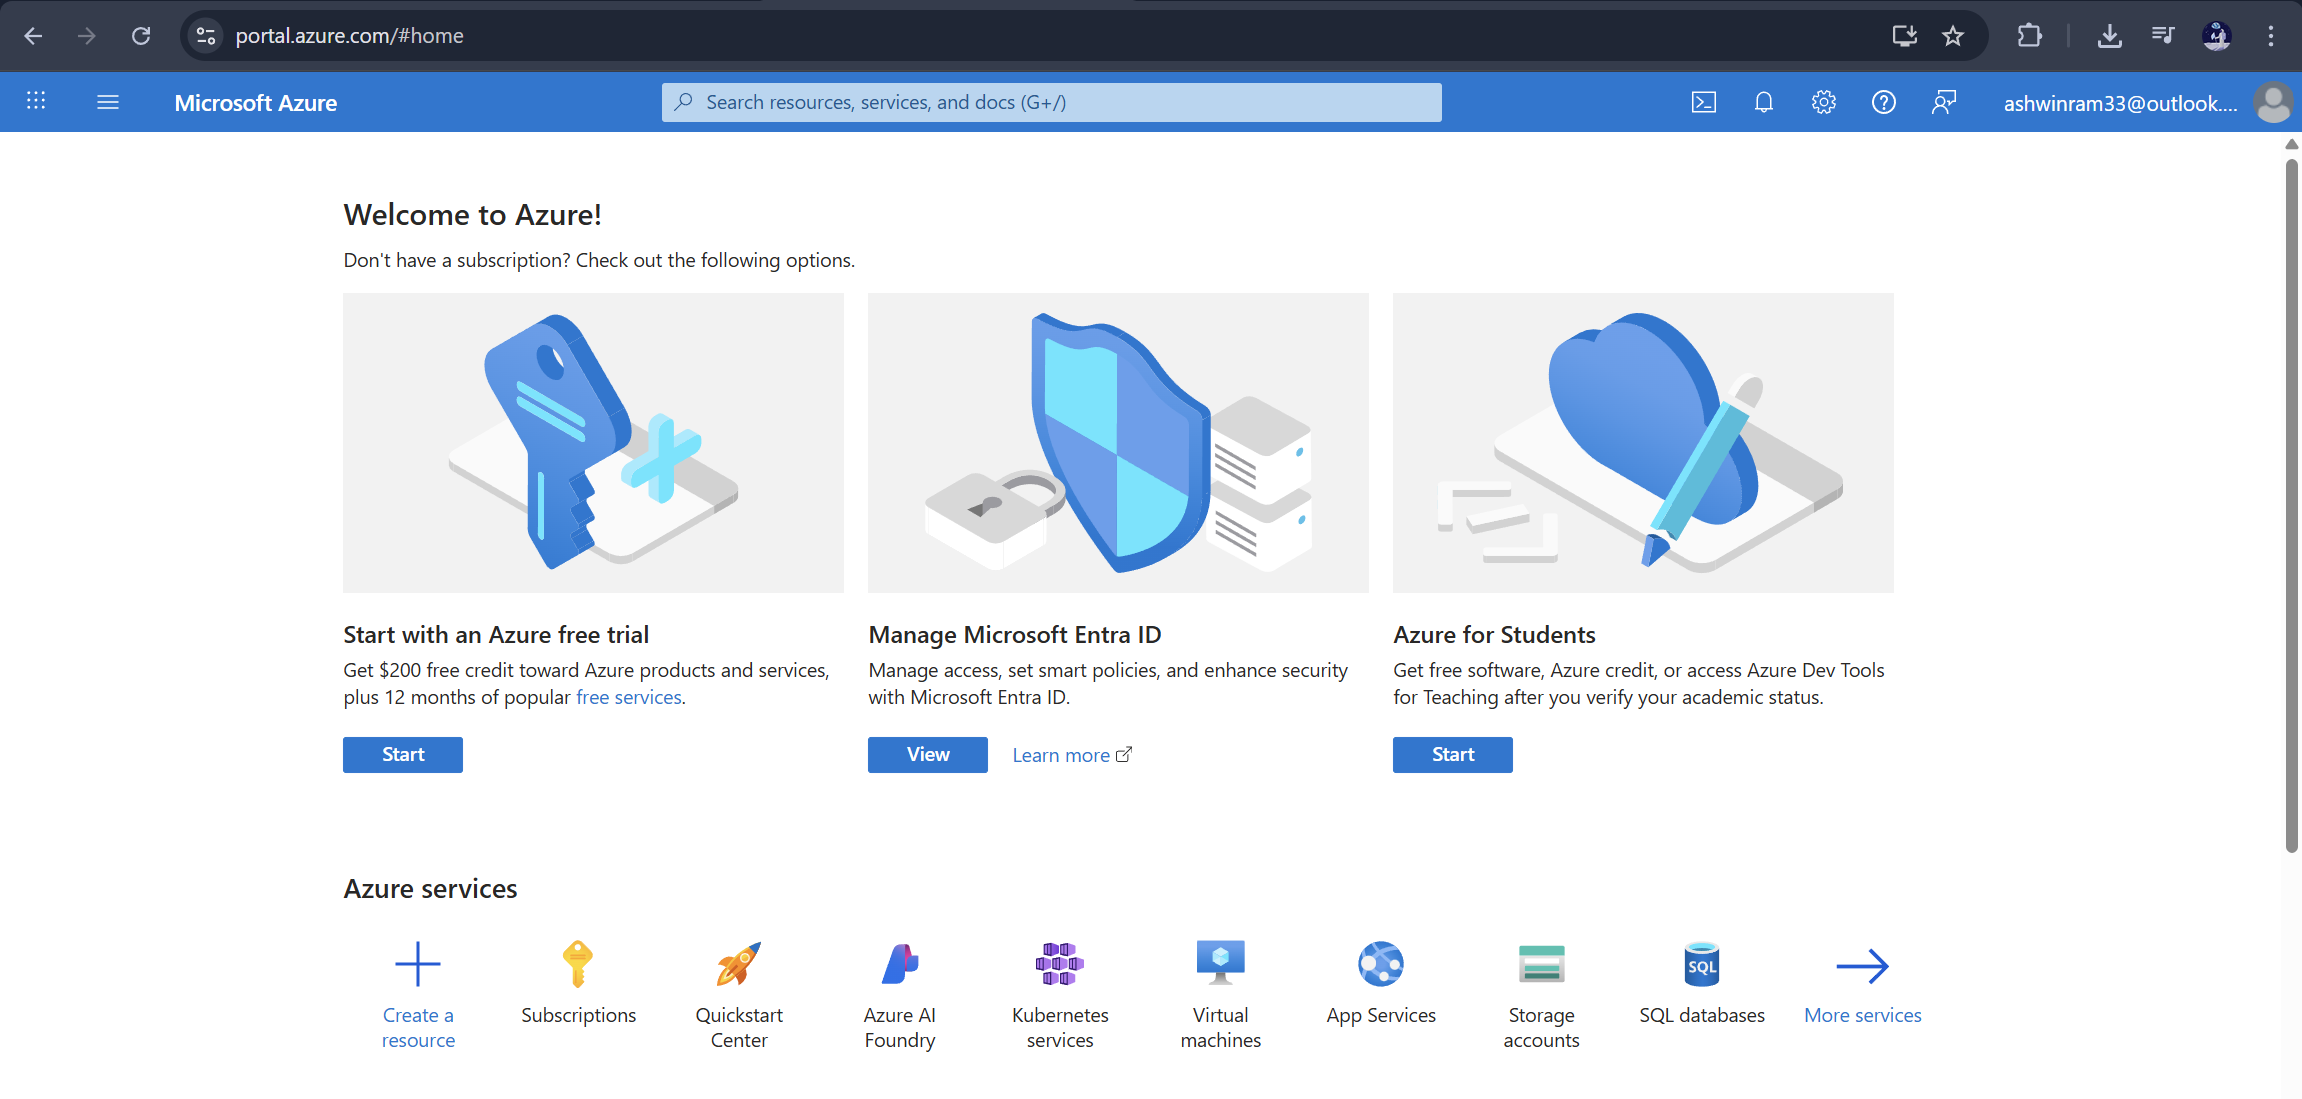 portal.azure.com/#home
Microsoft Azure
Search resources, services, and docs (G+/)
ashwinram33@outlook....
Welcome to Azure!
Don't have a subscription? Check out the following options.
Start with an Azure free trial
Get $200 free credit toward Azure products and services,
plus 12 months of popular free services.
Start
Manage Microsoft Entra ID
Manage access, set smart policies, and enhance security
with Microsoft Entra ID.
View
Learn more
Azure for Students
Get free software, Azure credit, or access Azure Dev Tools
for Teaching after you verify your academic status.
Start
Azure services
Create a
resource
Subscriptions
Quickstart
Center
Azure AI
Foundry
Kubernetes
services
Virtual
machines
App Services
Storage
accounts
SQL
SQL databases
More services